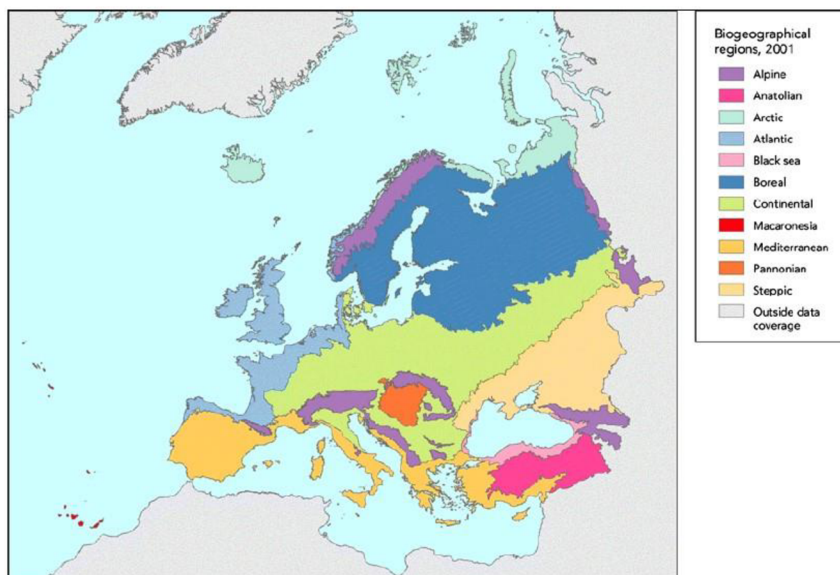 Biogeographical
regions, 2001
Alpine
Anatolian
Arctic
Atlantic
Black sea
Boreal
Continental
Macaronesia
Mediterranean
Pannonian
Steppic
Outside data
coverage